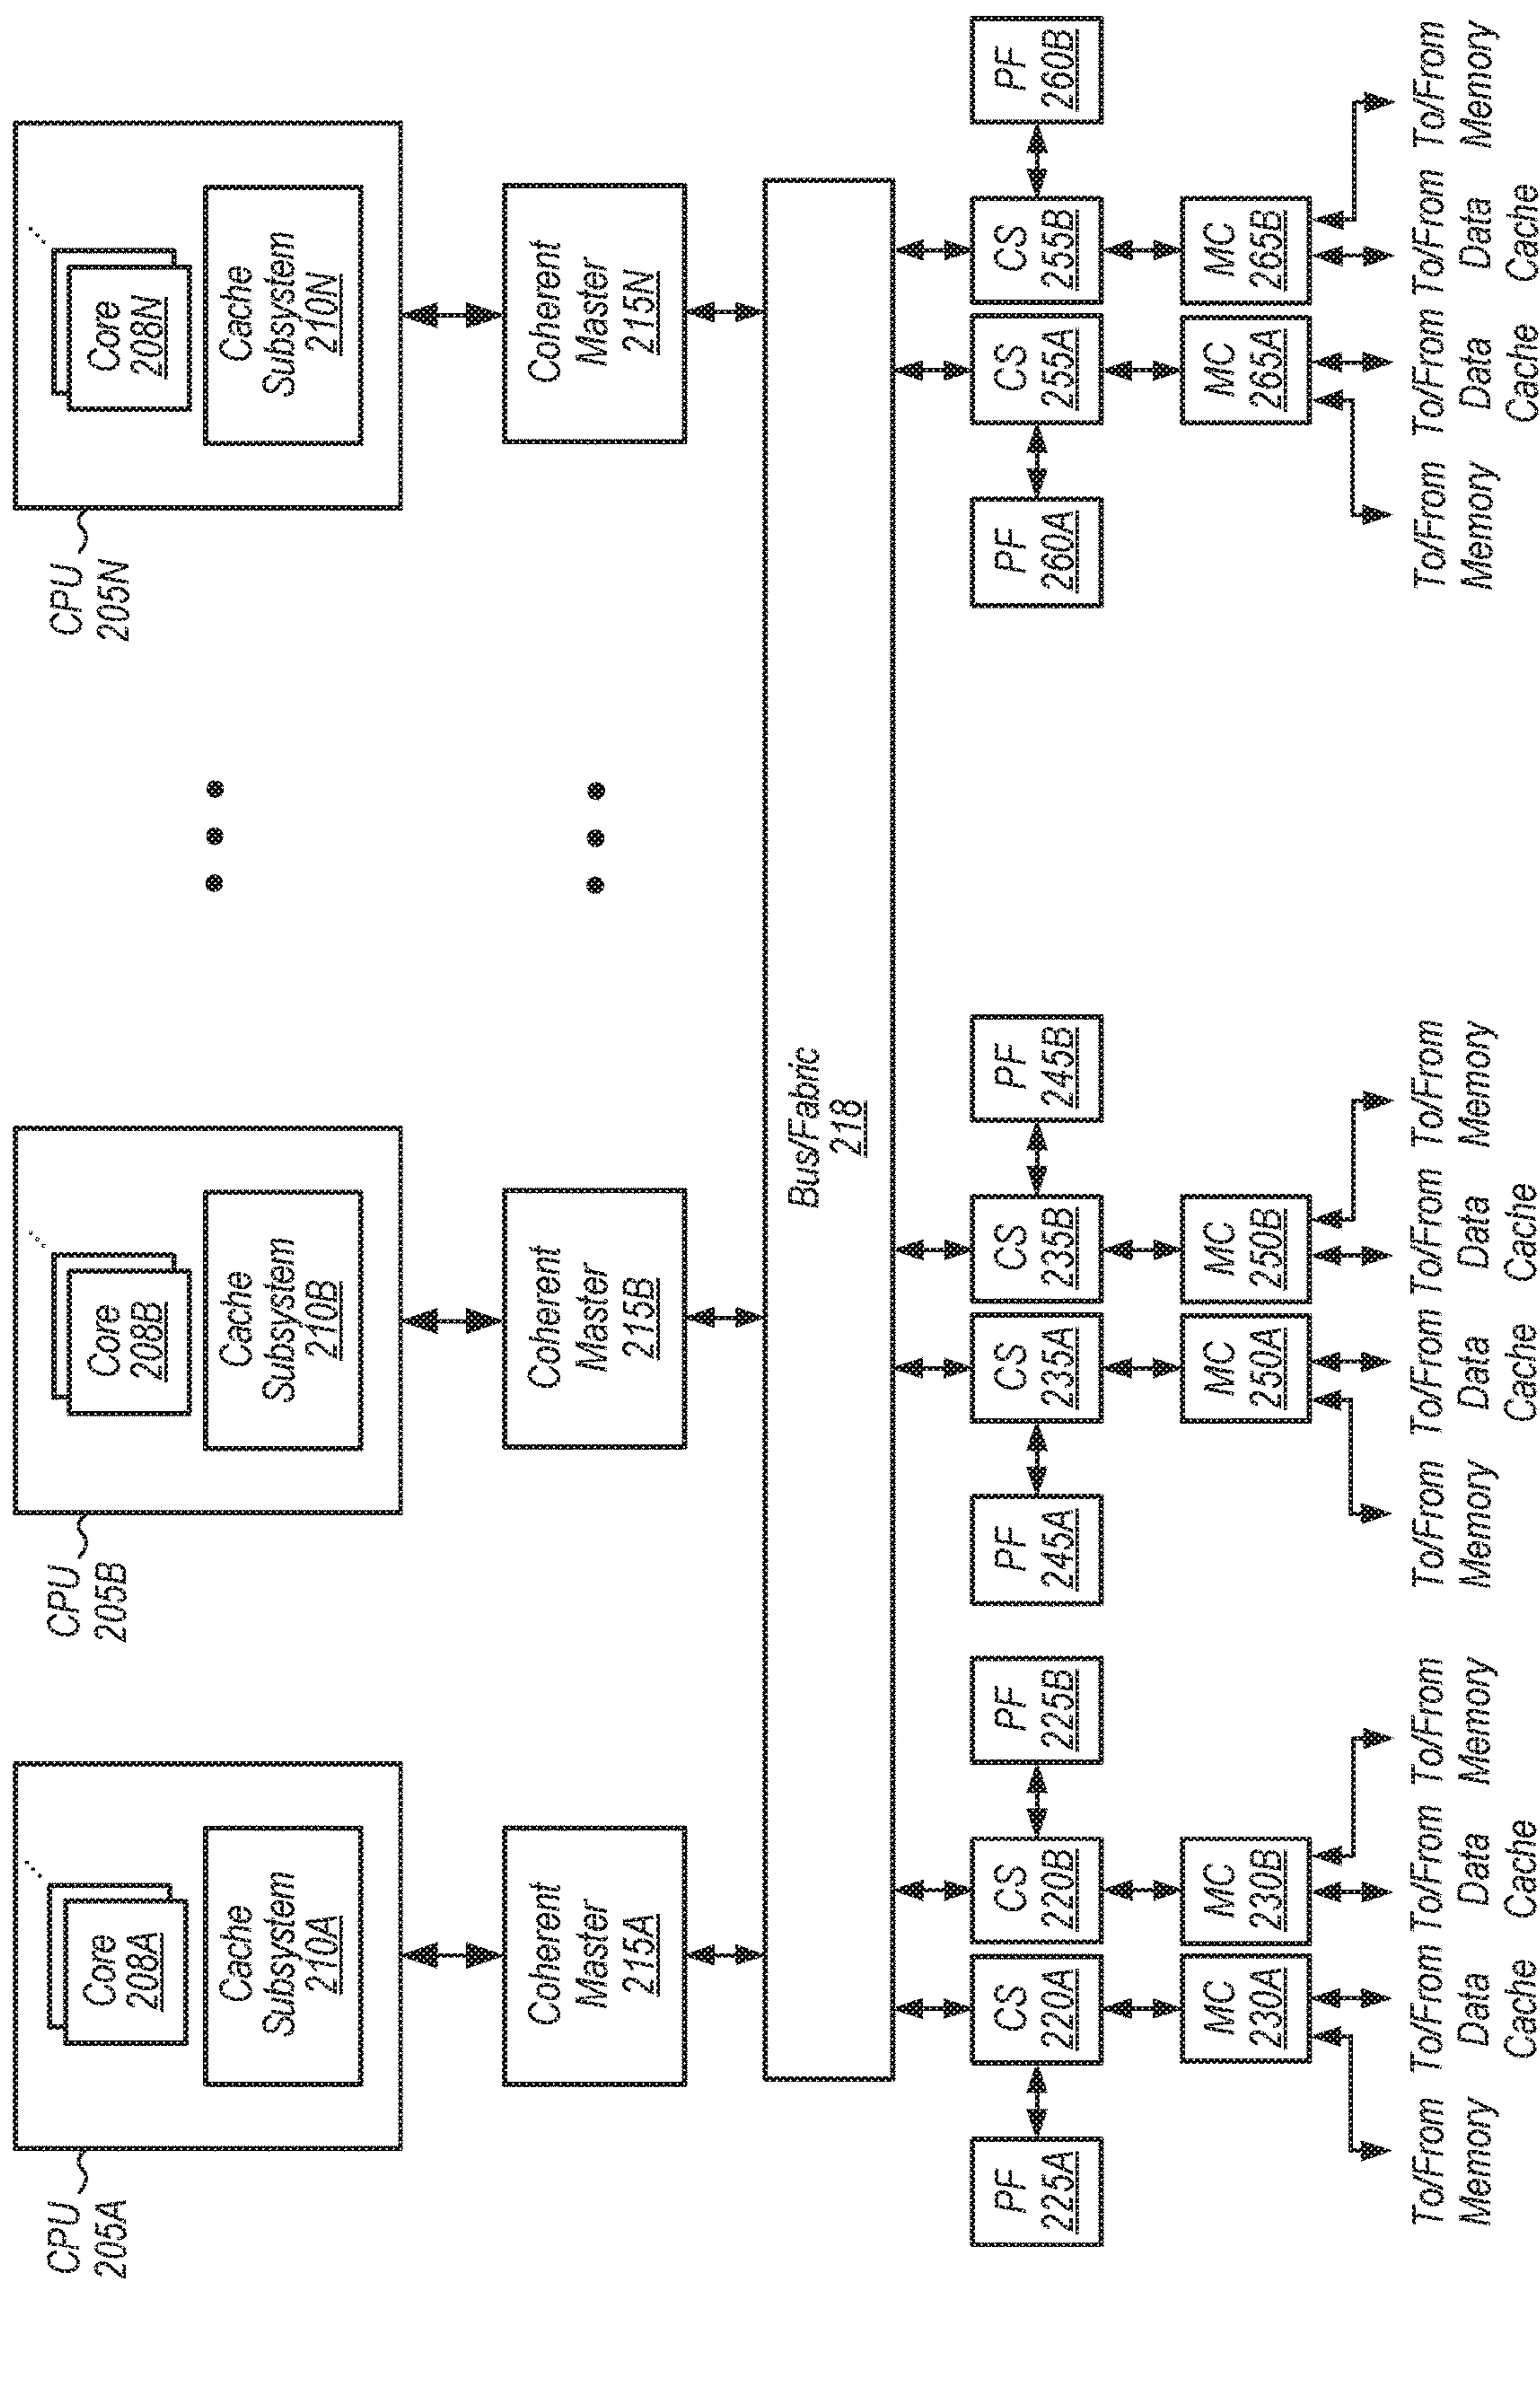 CPU
205A
Core
208A
Cache
Subsystem
210A
CPU
205B
Core
208B
Cache
Subsystem
210B
CPU
205N
Core
208N
Cache
Subsystem
210N
Coherent
Master
215A
Coherent
Master
215B
Coherent
Master
215N
Bus/Fabric
218
PF
225A
CS
220A
CS
220B
PF
225B
PF
245A
CS
235A
CS
235B
PF
245B
PF
260A
CS
255A
CS
255B
PF
260B
MC
230A
MC
230B
MC
250A
MC
250B
MC
265A
MC
265B
To/From
Memory
To/From
Data
Cache
To/From
Data
Cache
To/From
Memory
To/From
Memory
To/From
Data
Cache
To/From
Data
Cache
To/From
Memory
To/From
Memory
To/From
Data
Cache
To/From
Data
Cache
To/From
Memory